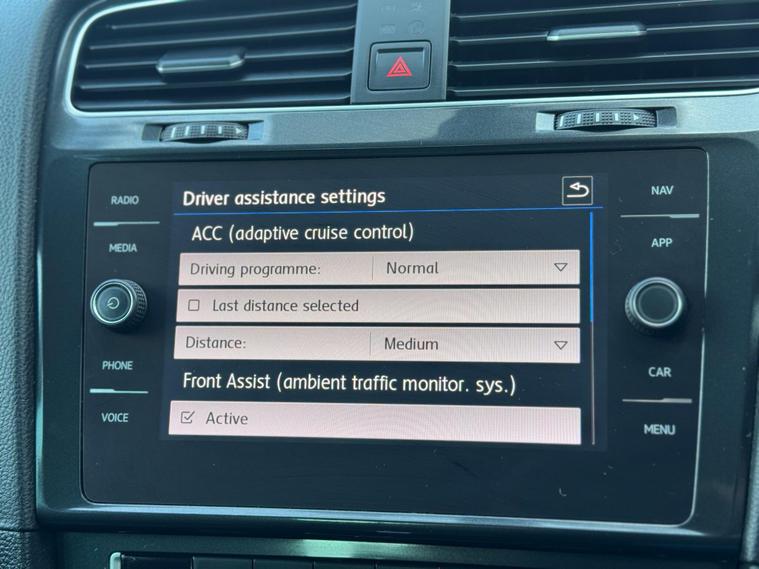 RADIO
MEDIA
PHONE
VOICE
Driver assistance settings
ACC (adaptive cruise control)
Driving programme: Normal
Last distance selected
Distance: Medium
Front Assist (ambient traffic monitor. sys.)
Active
NAV
APP
CAR
MENU